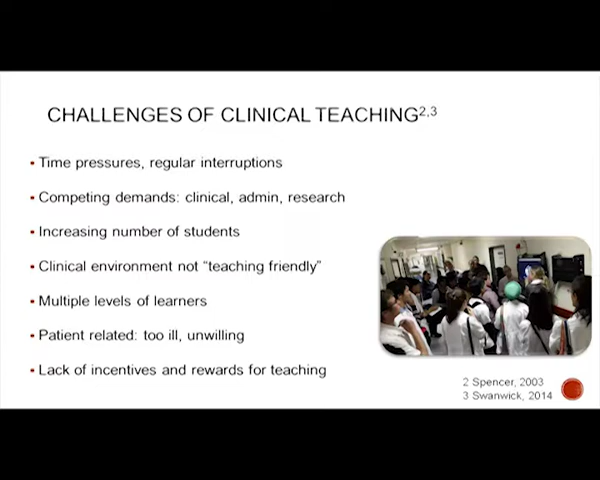 CHALLENGES OF CLINICAL TEACHING2,3
• Time pressures, regular interruptions
• Competing demands: clinical, admin, research
• Increasing number of students
• Clinical environment not “teaching friendly”
• Multiple levels of learners
• Patient related: too ill, unwilling
• Lack of incentives and rewards for teaching
2 Spencer, 2003
3 Swanwick, 2014